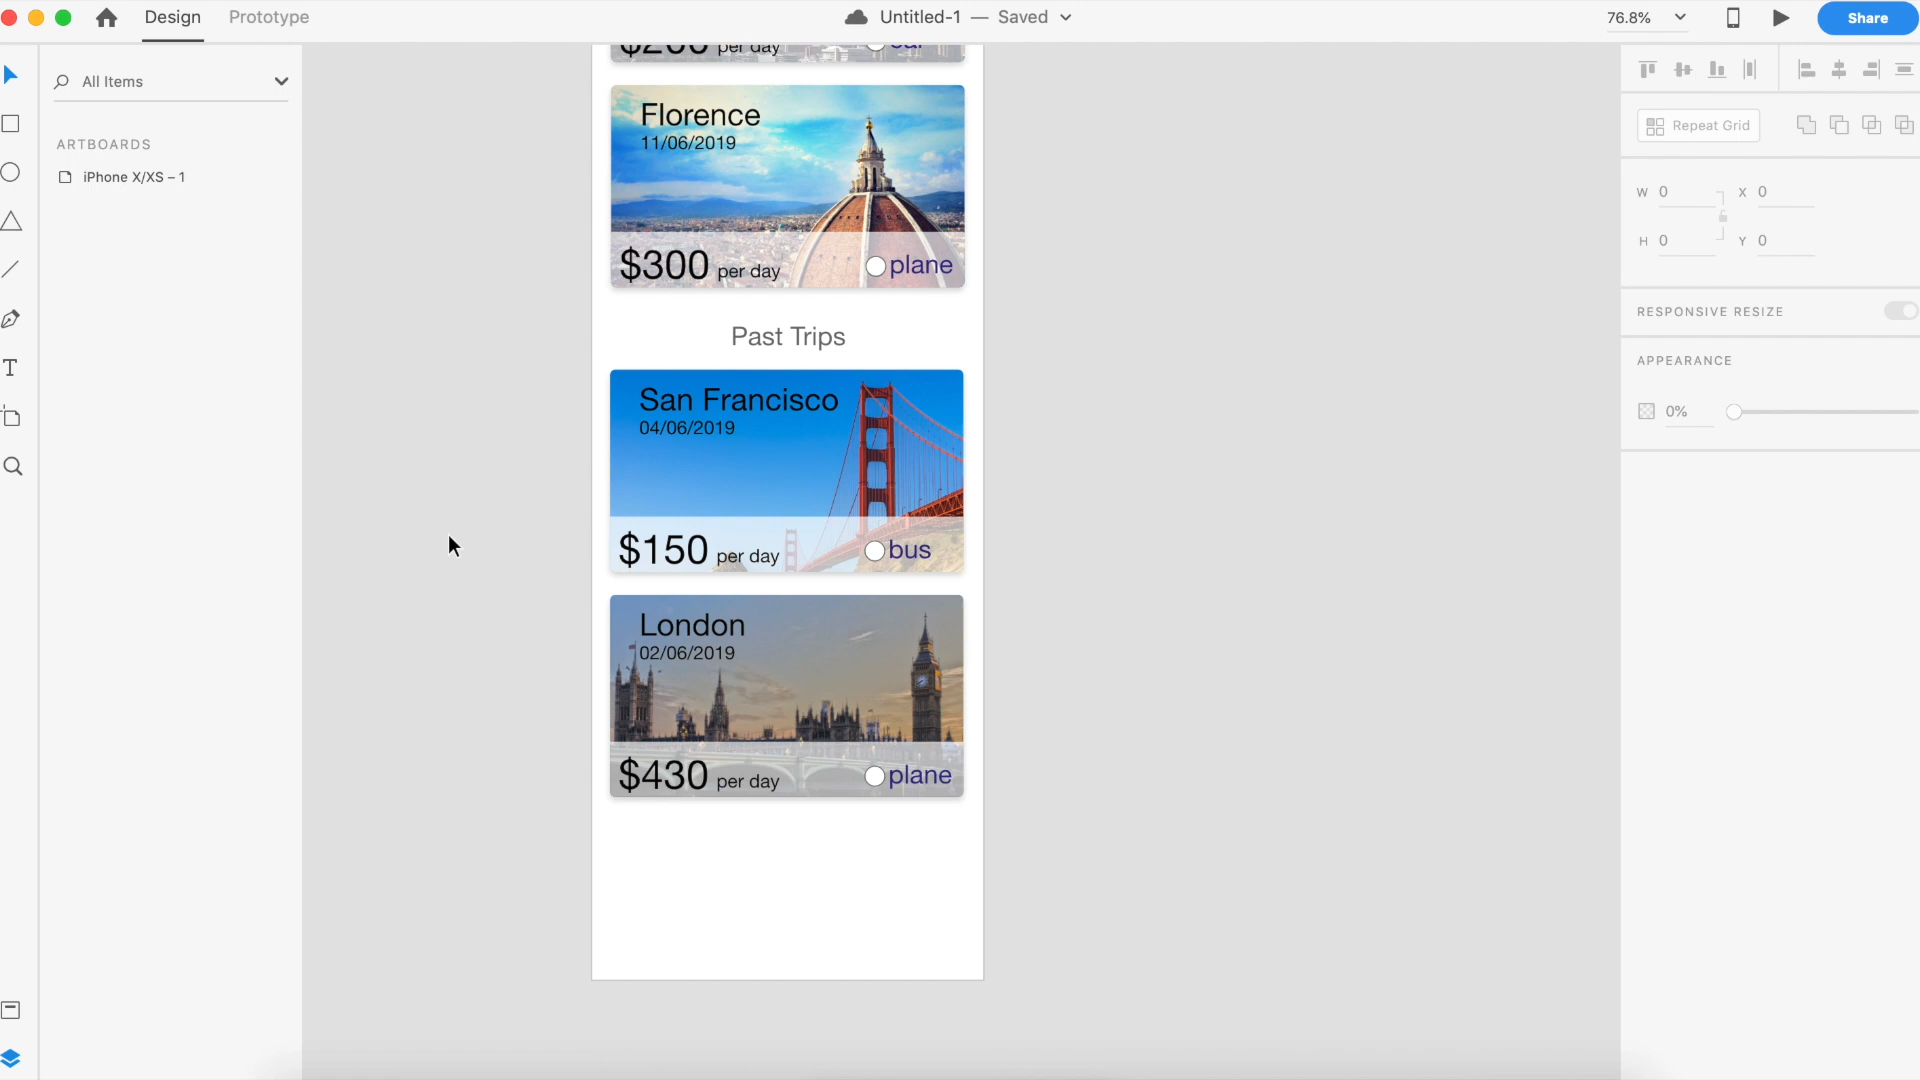 Design Prototype Untitled-1 — Saved 76.8% Share
All Items
ARTBOARDS
iPhone X/XS – 1
$200 per day car
Florence
11/06/2019
$300 per day plane
Past Trips
San Francisco
04/06/2019
$150 per day bus
London
02/06/2019
$430 per day plane
Repeat Grid
W 0 X 0
H 0 Y 0
RESPONSIVE RESIZE
APPEARANCE
0%